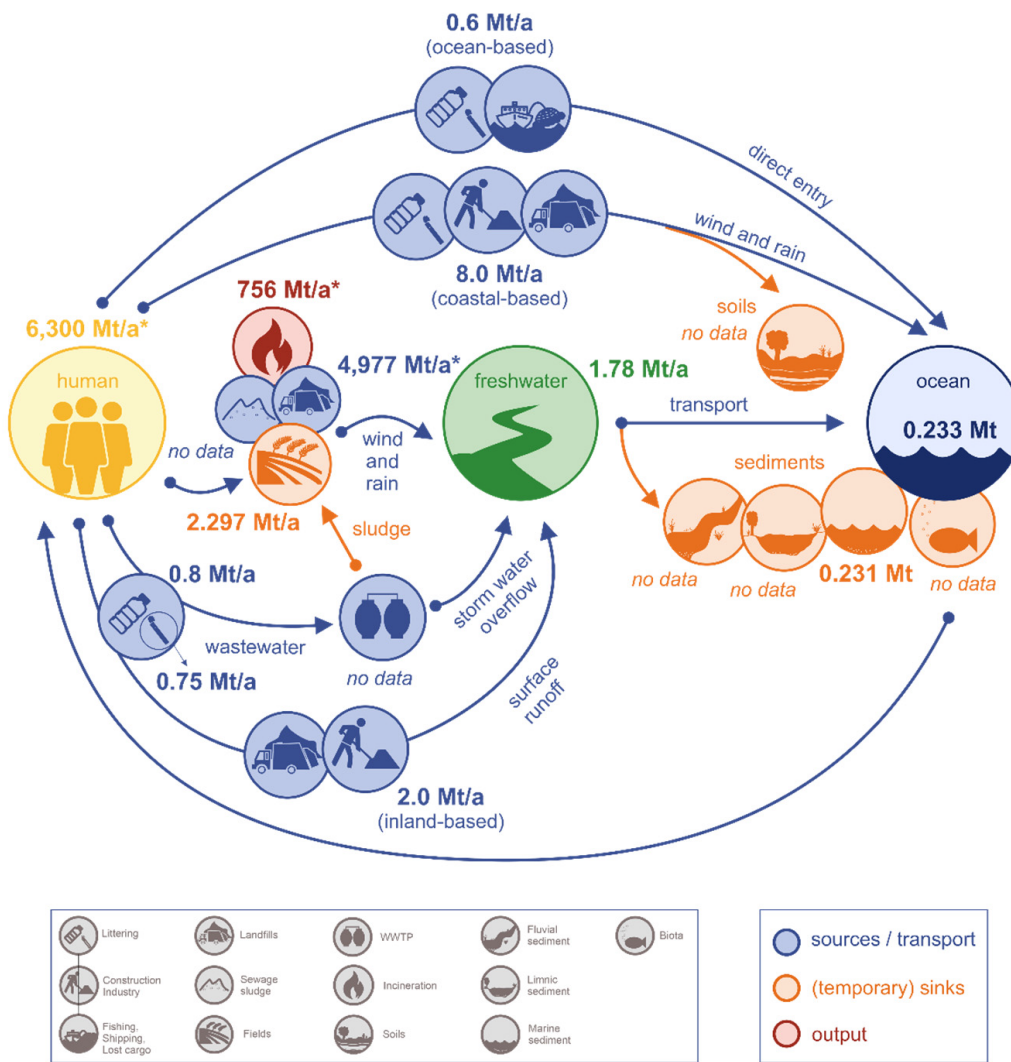 0.6 Mt/a
(ocean-based)
direct entry
wind and rain
8.0 Mt/a
(coastal-based)
756 Mt/a*
soils
no data
6,300 Mt/a*
human
4,977 Mt/a*
freshwater
1.78 Mt/a
ocean
transport
0.233 Mt
no data
wind
and
rain
sediments
2.297 Mt/a
sludge
no data
no data
0.231 Mt
no data
0.8 Mt/a
storm water
overflow
wastewater
no data
0.75 Mt/a
surface
runoff
2.0 Mt/a
(inland-based)
Littering
Landfills
WWTP
Fluvial
sediment
Biota
Construction
Industry
Sewage
sludge
Incineration
Limnic
sediment
Fishing,
Shipping,
Lost cargo
Fields
Soils
Marine
sediment
sources / transport
(temporary) sinks
output